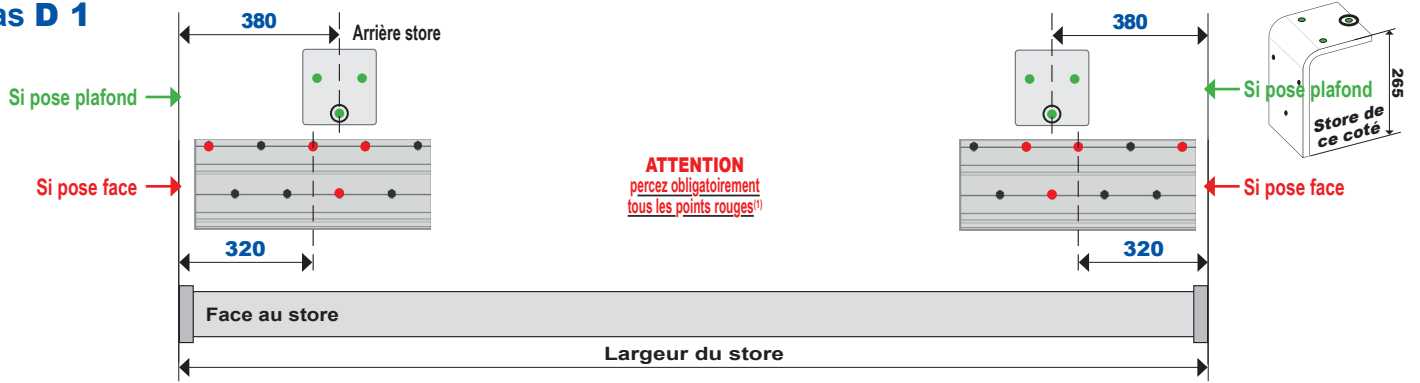 as D 1
380
Arrière store
380
265
Si pose plafond
Si pose plafond
Store de
ce coté
ATTENTION
percez obligatoirement
tous les points rouges(1)
Si pose face
Si pose face
320
320
Face au store
Largeur du store